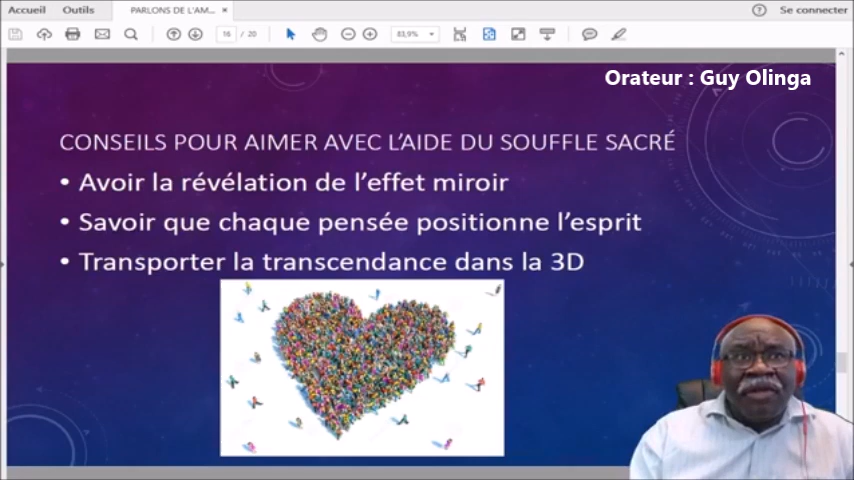 Accueil Outils PARLONS DE L'AM... × Se connecter
16 / 20 83,9%
Orateur : Guy Olinga
CONSEILS POUR AIMER AVEC L'AIDE DU SOUFFLE SACRÉ
• Avoir la révélation de l'effet miroir
• Savoir que chaque pensée positionne l'esprit
• Transporter la transcendance dans la 3D